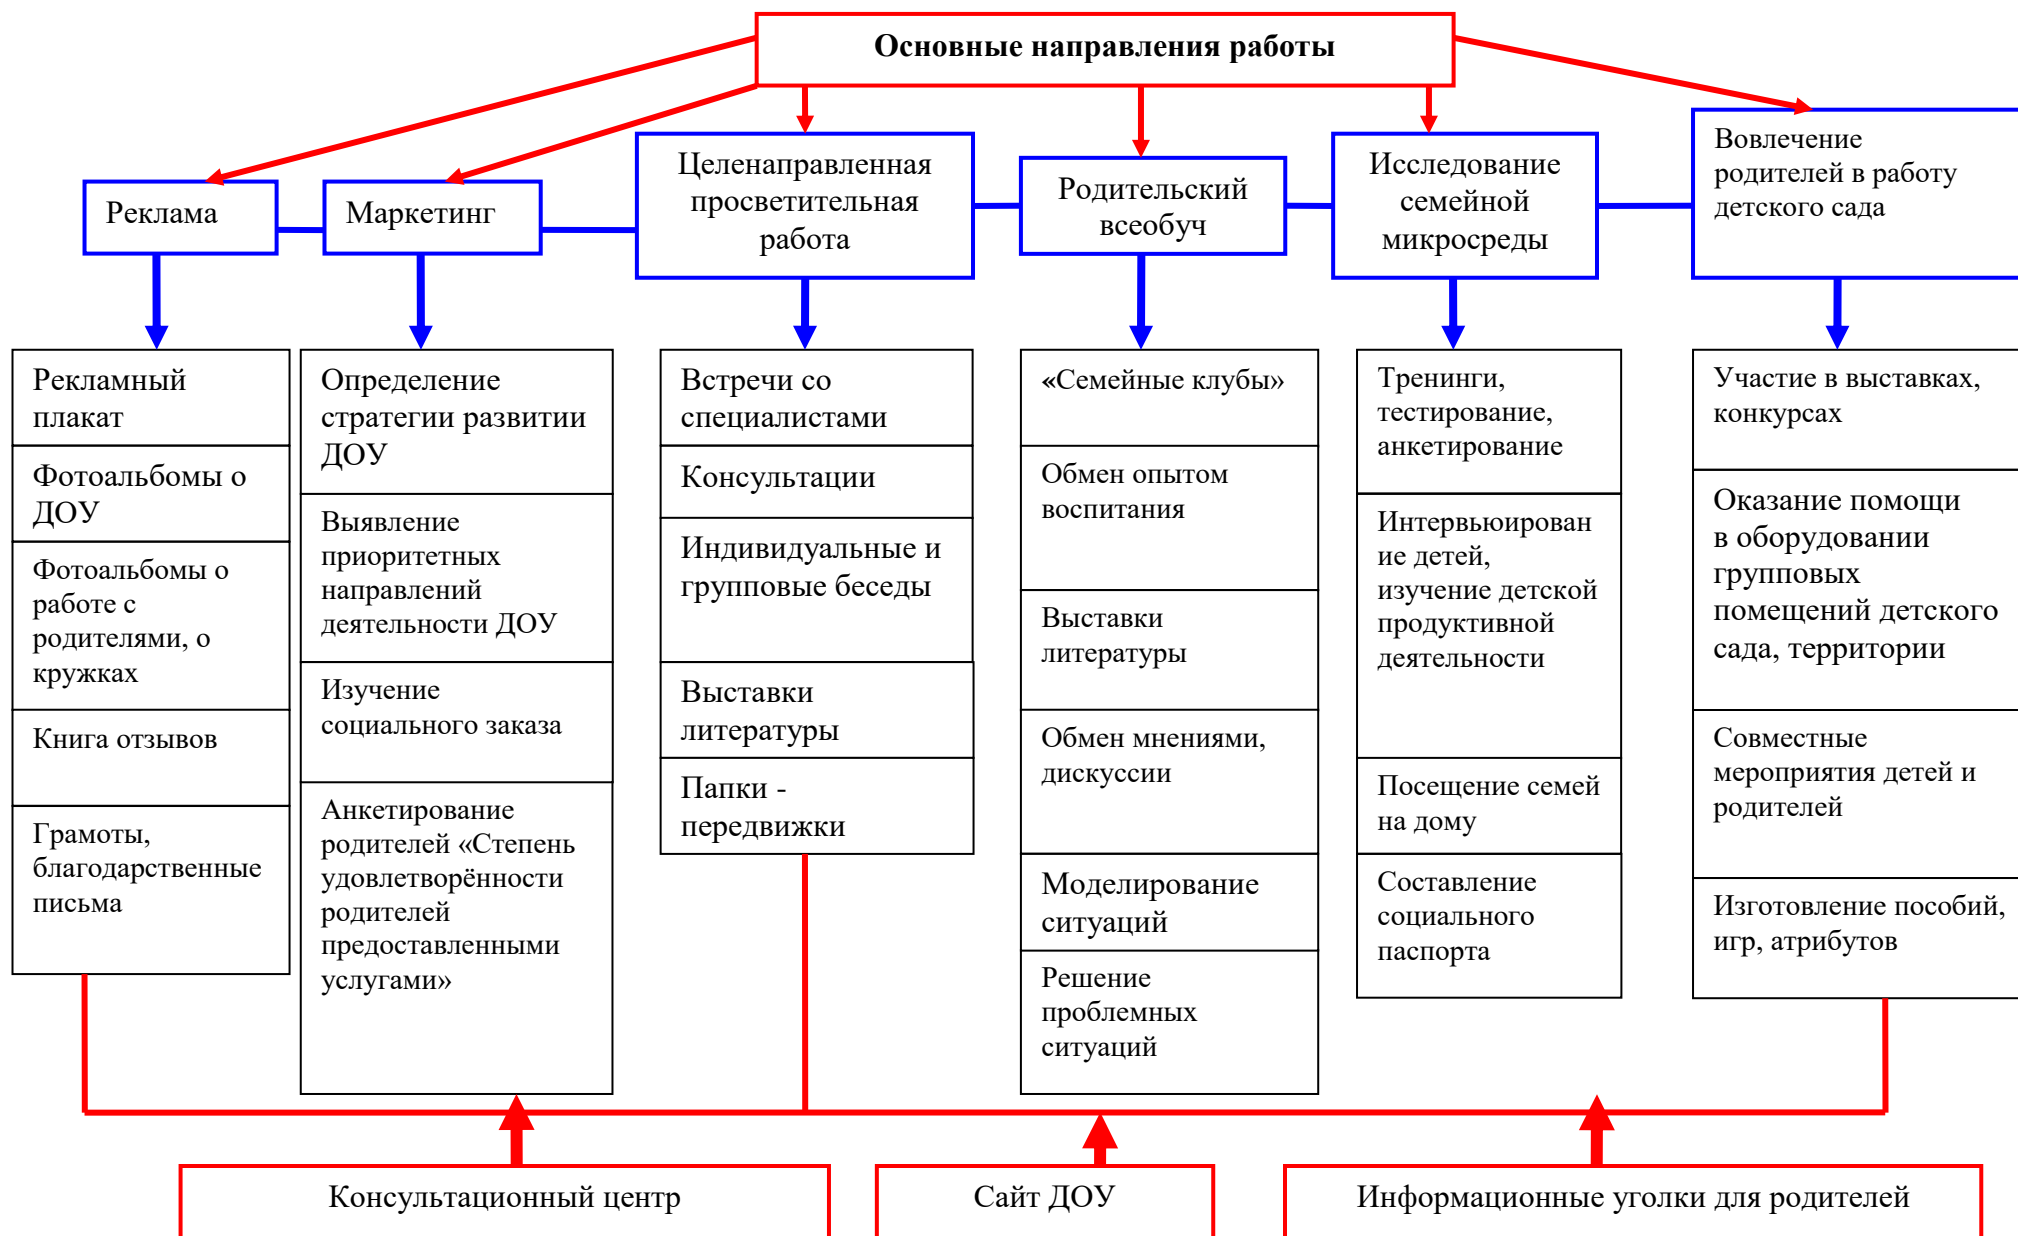 Основные направления работы
Реклама
Маркетинг
Целенаправленная
просветительная
работа
Родительский
всеобуч
Исследование
семейной
микросреды
Вовлечение
родителей в работу
детского сада
Рекламный
плакат
Фотоальбомы о
ДОУ
Фотоальбомы о
работе с
родителями, о
кружках
Книга отзывов
Грамоты,
благодарственные
письма
Определение
стратегии развитии
ДОУ
Выявление
приоритетных
направлений
деятельности ДОУ
Изучение
социального заказа
Анкетирование
родителей «Степень
удовлетворённости
родителей
предоставленными
услугами»
Встречи со
специалистами
Консультации
Индивидуальные и
групповые беседы
Выставки
литературы
Папки -
передвижки
«Семейные клубы»
Обмен опытом
воспитания
Выставки
литературы
Обмен мнениями,
дискуссии
Моделирование
ситуаций
Решение
проблемных
ситуаций
Тренинги,
тестирование,
анкетирование
Интервьюирован
ие детей,
изучение детской
продуктивной
деятельности
Посещение семей
на дому
Составление
социального
паспорта
Участие в выставках,
конкурсах
Оказание помощи
в оборудовании
групповых
помещений детского
сада, территории
Совместные
мероприятия детей и
родителей
Изготовление пособий,
игр, атрибутов
Консультационный центр
Сайт ДОУ
Информационные уголки для родителей